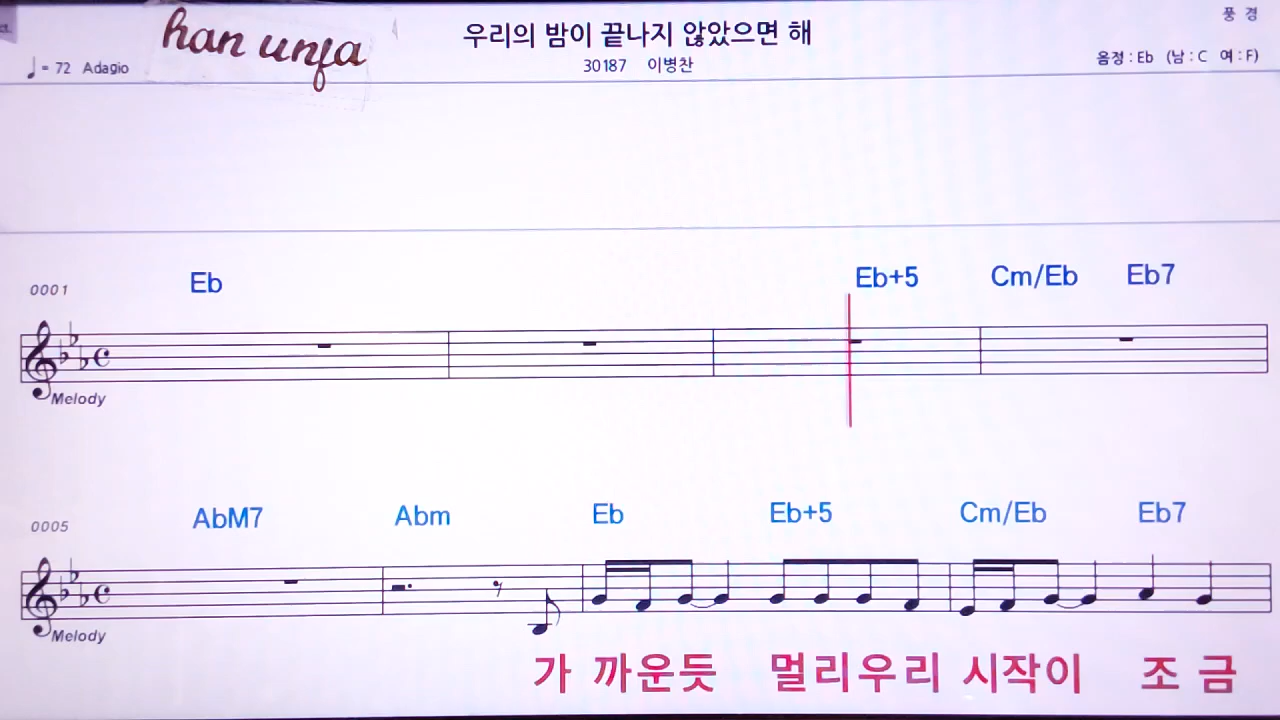 han unfa
우리의 밤이 끝나지 않았으면 해
풍 경
♩= 72 Adagio
30187 이병찬
음정 : Eb (남 : C 여 : F)
0001
Eb Eb+5 Cm/Eb Eb7
Melody
0005
AbM7 Abm Eb Eb+5 Cm/Eb Eb7
Melody
가 까운듯 멀리우리 시작이 조 금